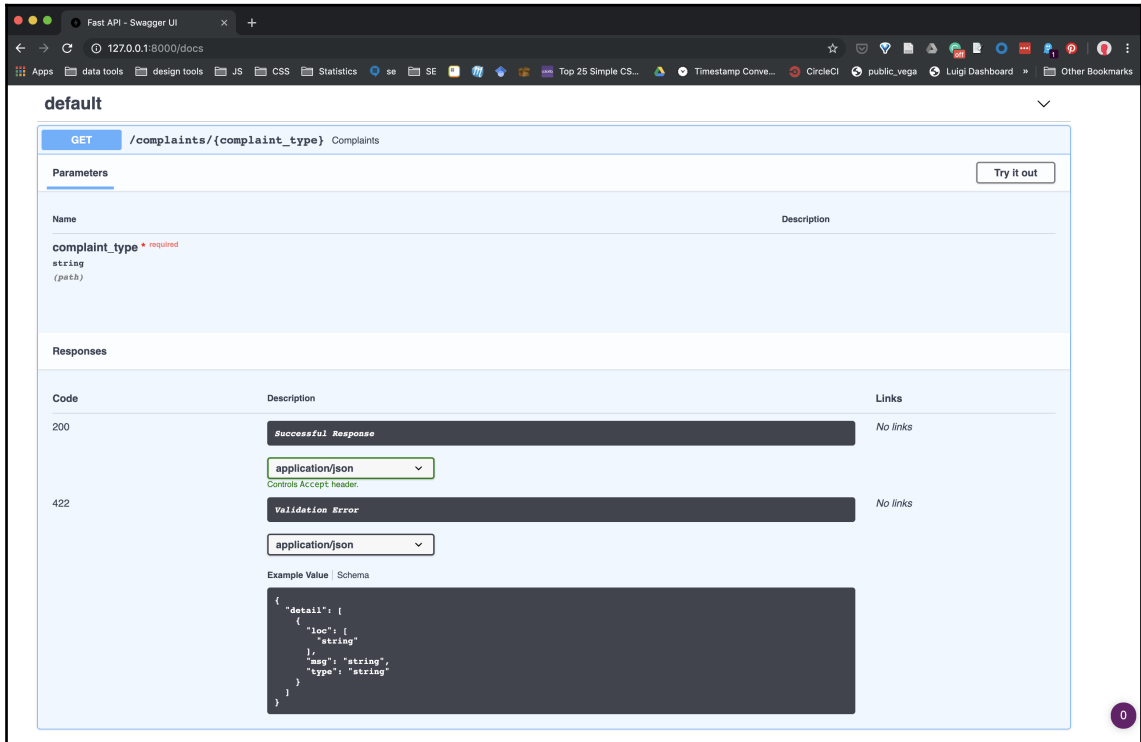 Fast API - Swagger UI × +
127.0.0.1:8000/docs
off 1
Apps data tools design tools JS CSS Statistics se SE Top 25 Simple CS... Timestamp Conve... CircleCI public_vega Luigi Dashboard » Other Bookmarks
default
GET /complaints/{complaint_type} Complaints
Parameters Try it out
Name Description
complaint_type * required
string
(path)
Responses
Code Description Links
200 Successful Response No links
application/json
Controls Accept header.
422 Validation Error No links
application/json
Example Value | Schema
{
"detail": [
{
"loc": [
"string"
],
"msg": "string",
"type": "string"
}
]
}
0